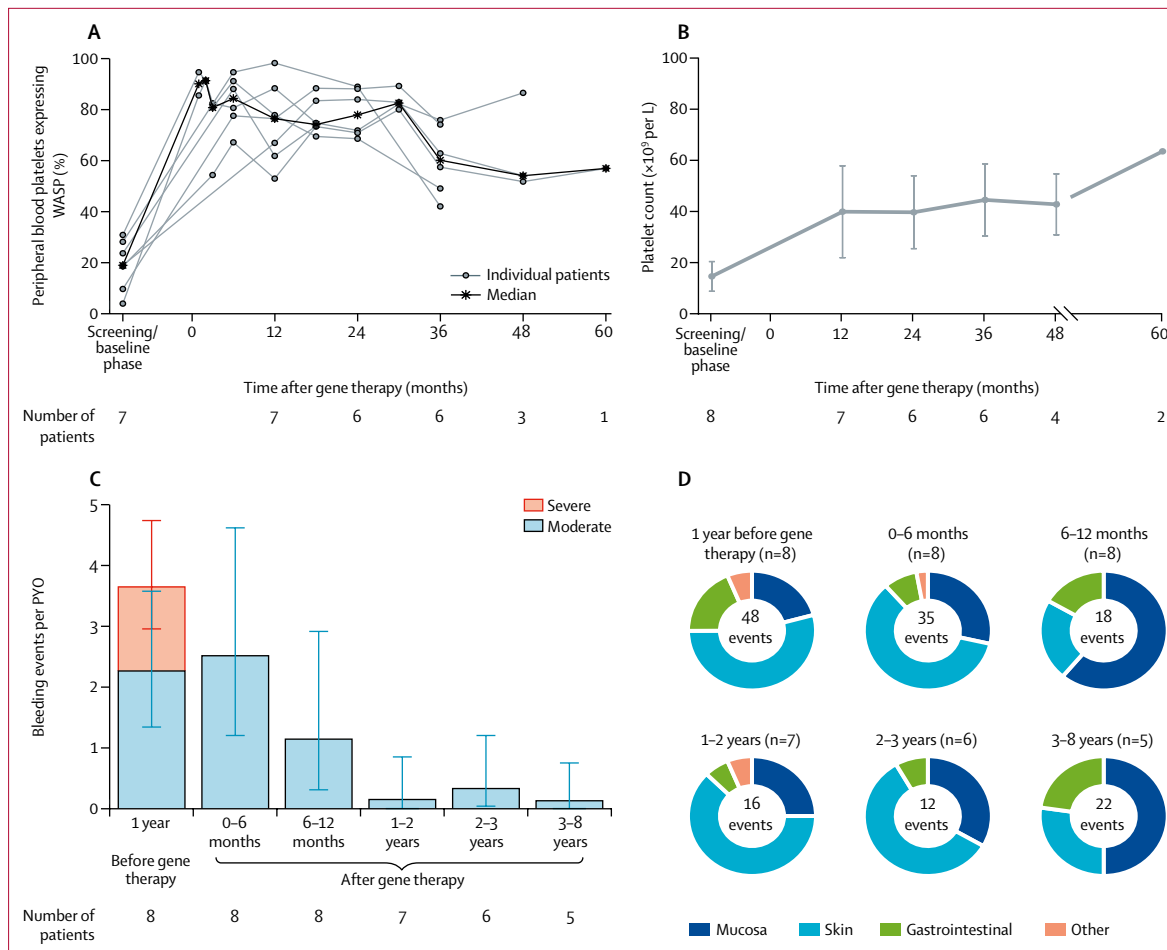 A
Peripheral blood platelets expressing
WASP (%)
100
80
60
40
20
0
Individual patients
Median
Screening/
baseline
phase
0
12
24
36
48
60
Time after gene therapy (months)
Number of
patients
7
7
6
6
3
1
B
Platelet count (×10⁹ per L)
100
80
60
40
20
0
Screening/
baseline
phase
0
12
24
36
48
60
Time after gene therapy (months)
8
7
6
6
4
2
C
Bleeding events per PYO
5
4
3
2
1
0
Severe
Moderate
1 year
0–6
months
6–12
months
1–2
years
2–3
years
3–8
years
Before gene
therapy
After gene therapy
Number of
patients
8
8
8
7
6
5
D
1 year before gene
therapy (n=8)
48
events
0–6 months
(n=8)
35
events
6–12 months
(n=8)
18
events
1–2 years (n=7)
16
events
2–3 years (n=6)
12
events
3–8 years (n=5)
22
events
Mucosa
Skin
Gastrointestinal
Other